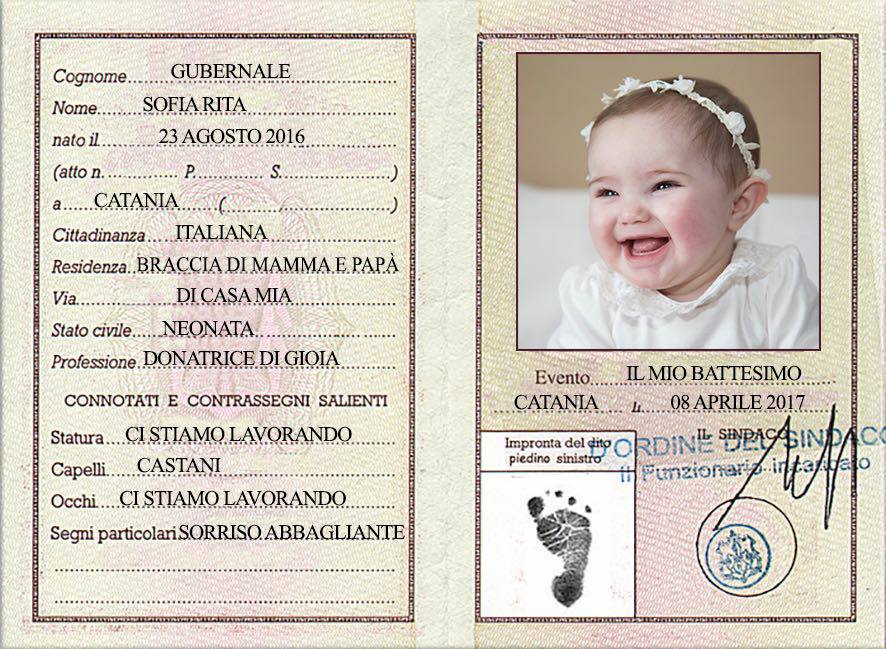 Cognome GUBERNALE
Nome SOFIA RITA
nato il 23 AGOSTO 2016
(atto n. P. S. )
a CATANIA ( )
Cittadinanza ITALIANA
Residenza BRACCIA DI MAMMA E PAPÀ
Via DI CASA MIA
Stato civile NEONATA
Professione DONATRICE DI GIOIA
CONNOTATI E CONTRASSEGNI SALIENTI
Statura CI STIAMO LAVORANDO
Capelli CASTANI
Occhi CI STIAMO LAVORANDO
Segni particolari SORRISO ABBAGLIANTE
Evento IL MIO BATTESIMO
CATANIA li 08 APRILE 2017
IL SINDACO
D'ORDINE DEL SINDACO
Il Funzionario incaricato
Impronta del dito
piedino sinistro